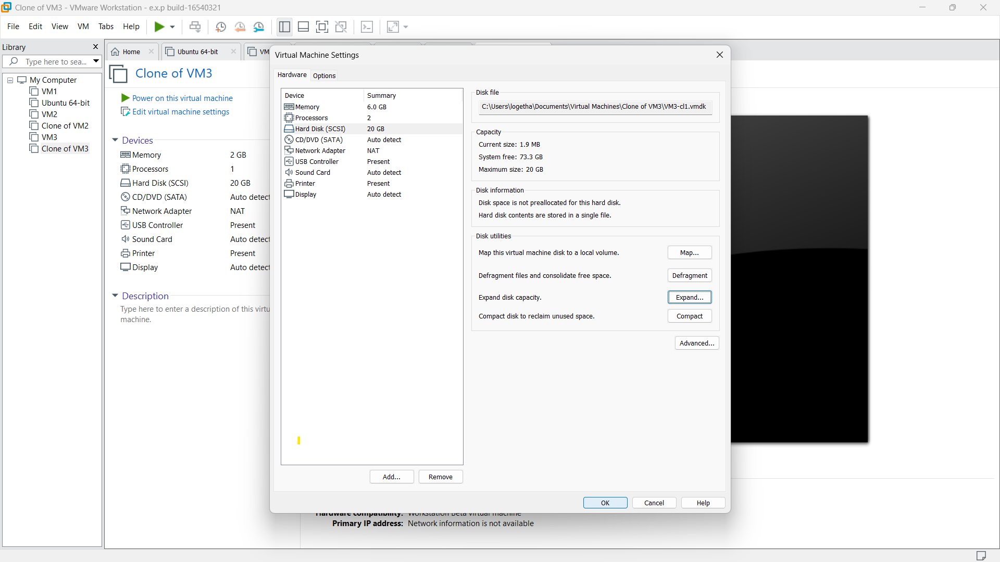 Clone of VM3 - VMware Workstation - e.x.p build-16540321
File Edit View VM Tabs Help
Library
Type here to sea...
My Computer
VM1
Ubuntu 64-bit
VM2
Clone of VM2
VM3
Clone of VM3
Home
Ubuntu 64-bit
VM
Clone of VM3
Power on this virtual machine
Edit virtual machine settings
Devices
Memory 2 GB
Processors 1
Hard Disk (SCSI) 20 GB
CD/DVD (SATA) Auto detect
Network Adapter NAT
USB Controller Present
Sound Card Auto detect
Printer Present
Display Auto detect
Description
Type here to enter a description of this virtu
machine.
Virtual Machine Settings
Hardware Options
Device Summary
Memory 6.0 GB
Processors 2
Hard Disk (SCSI) 20 GB
CD/DVD (SATA) Auto detect
Network Adapter NAT
USB Controller Present
Sound Card Auto detect
Printer Present
Display Auto detect
Add... Remove
Disk file
C:\Users\logetha\Documents\Virtual Machines\Clone of VM3\VM3-cl1.vmdk
Capacity
Current size: 1.9 MB
System free: 73.3 GB
Maximum size: 20 GB
Disk information
Disk space is not preallocated for this hard disk.
Hard disk contents are stored in a single file.
Disk utilities
Map this virtual machine disk to a local volume. Map...
Defragment files and consolidate free space. Defragment
Expand disk capacity. Expand...
Compact disk to reclaim unused space. Compact
Advanced...
OK Cancel Help
Hardware compatibility: Workstation Beta virtual machine
Primary IP address: Network information is not available